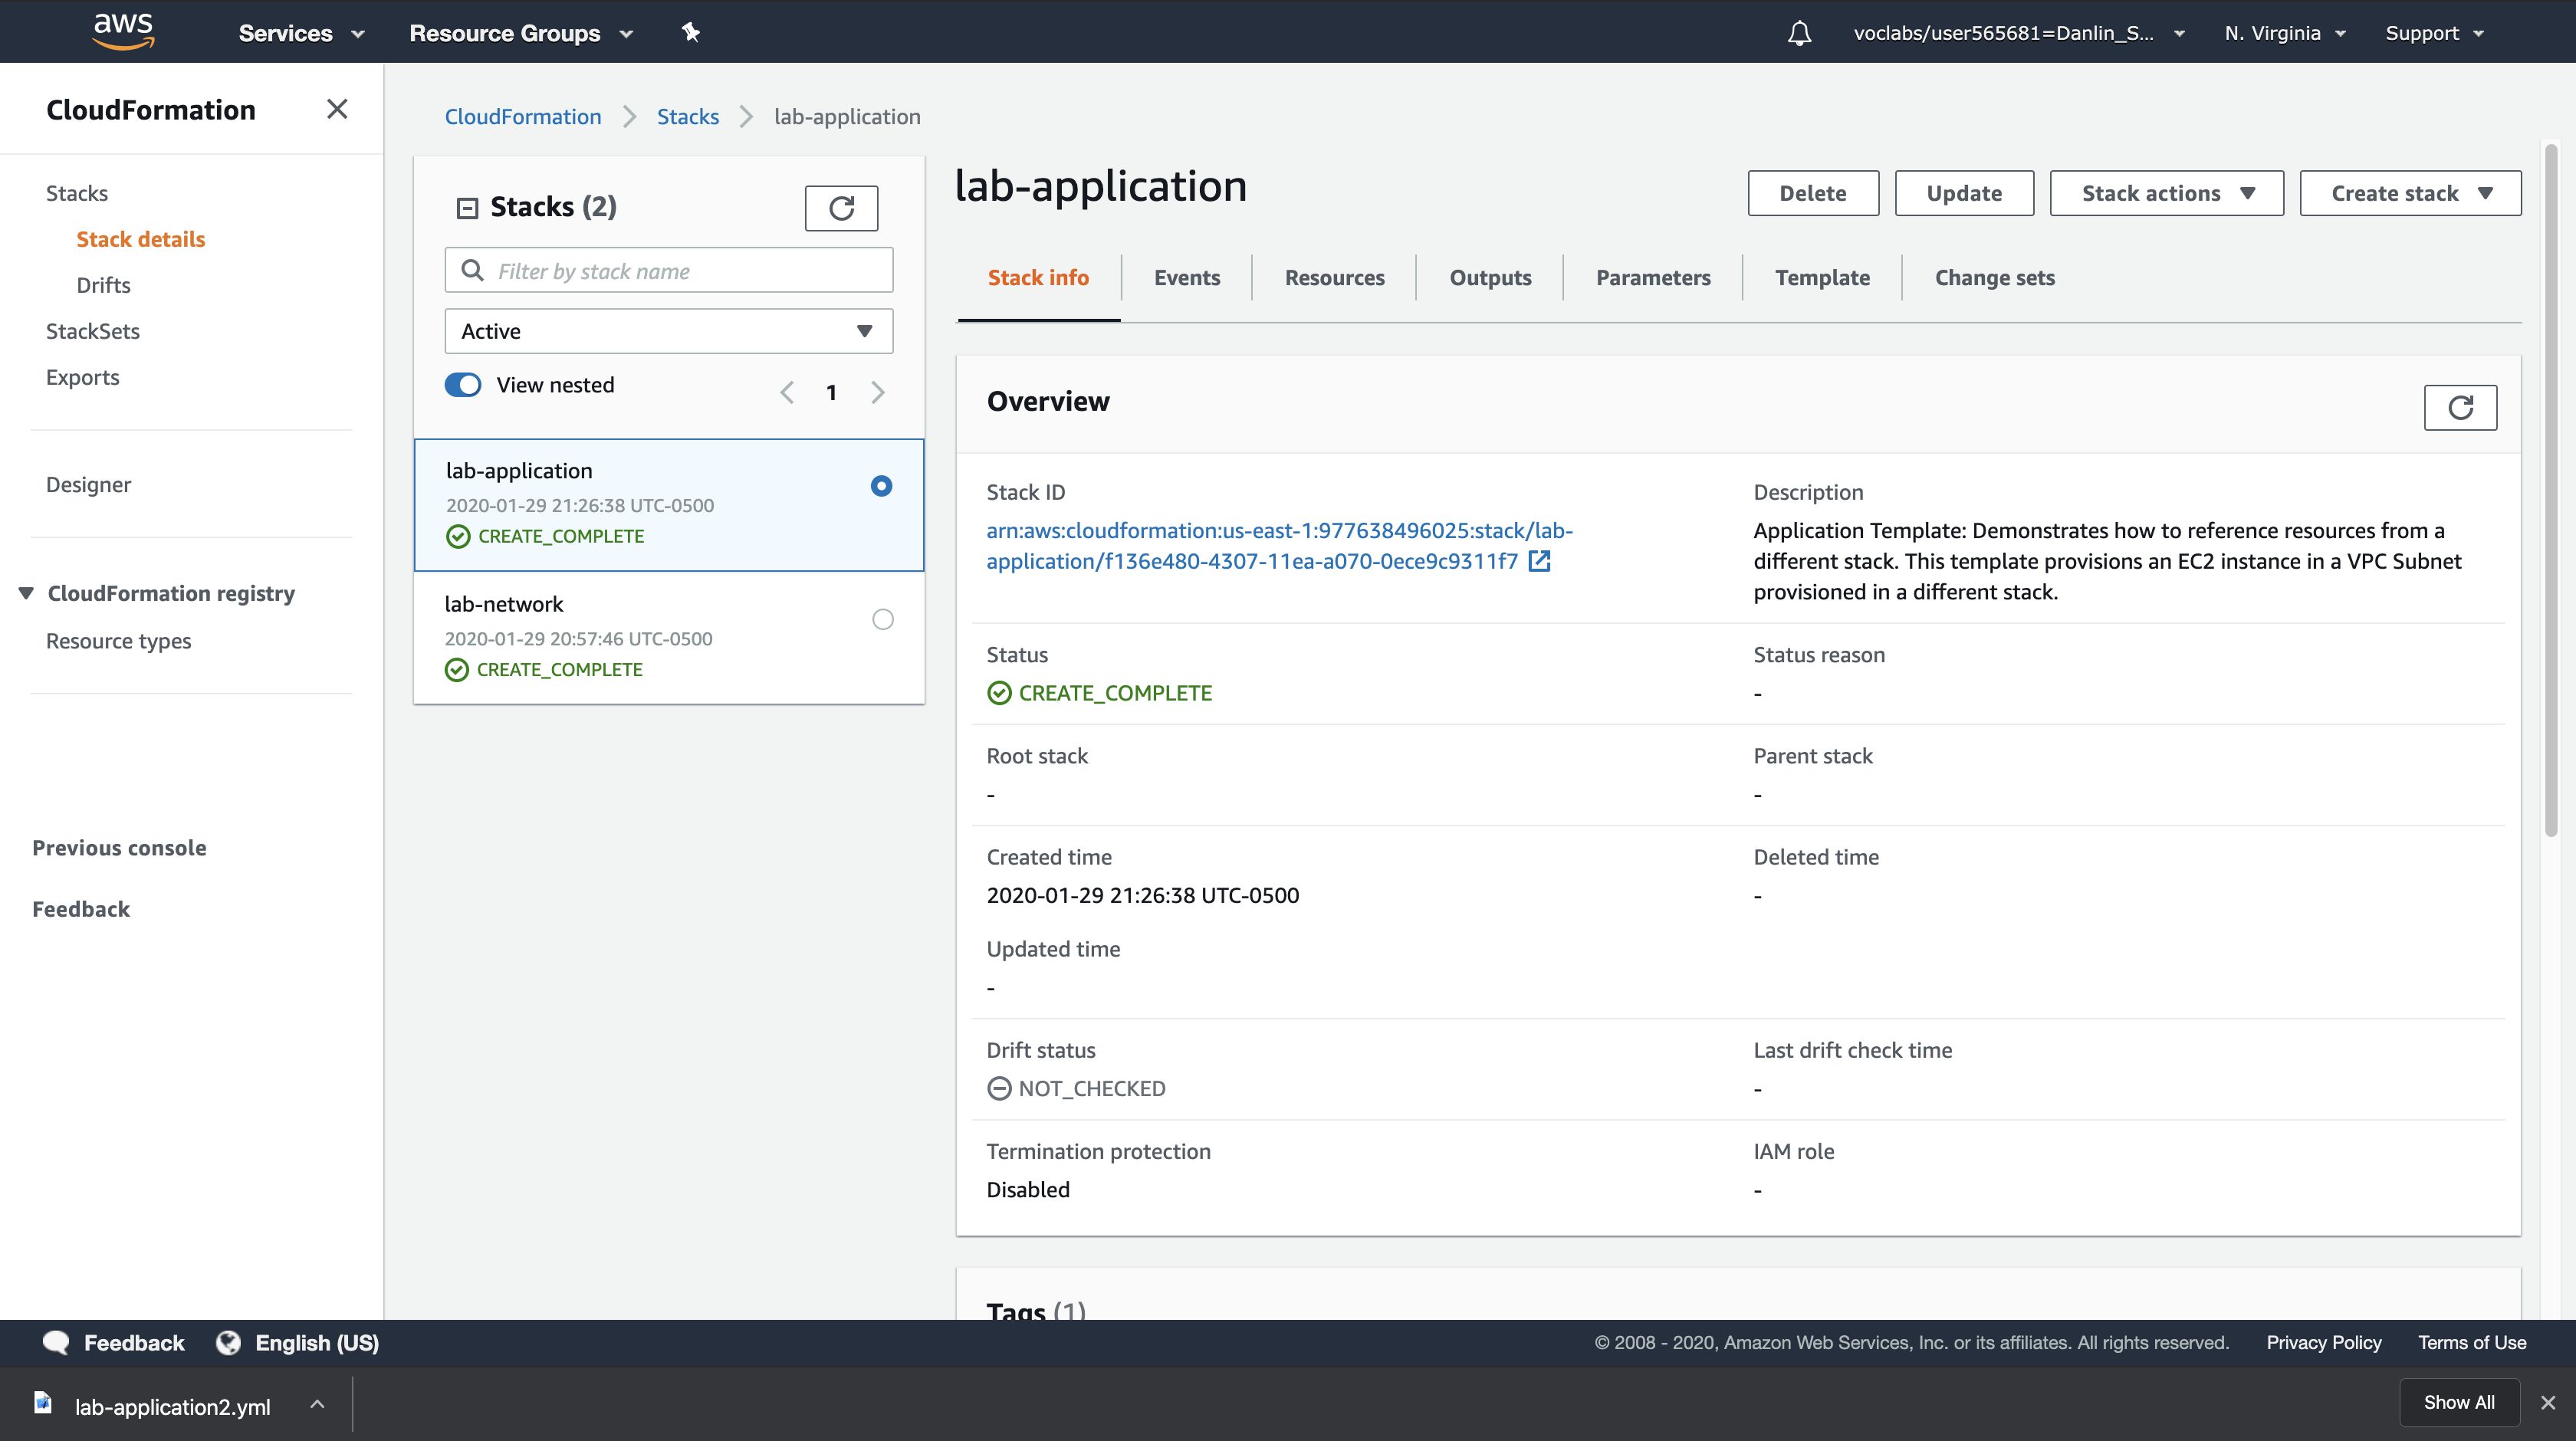 aws
Services
Resource Groups
voclabs/user565681=Danlin_S...
N. Virginia
Support
CloudFormation
Stacks
Stack details
Drifts
StackSets
Exports
Designer
CloudFormation registry
Resource types
Previous console
Feedback
CloudFormation
Stacks
lab-application
Stacks (2)
Filter by stack name
Active
View nested
1
lab-application
2020-01-29 21:26:38 UTC-0500
CREATE_COMPLETE
lab-network
2020-01-29 20:57:46 UTC-0500
CREATE_COMPLETE
lab-application
Delete
Update
Stack actions
Create stack
Stack info
Events
Resources
Outputs
Parameters
Template
Change sets
Overview
Stack ID
arn:aws:cloudformation:us-east-1:977638496025:stack/lab-
application/f136e480-4307-11ea-a070-0ece9c9311f7
Description
Application Template: Demonstrates how to reference resources from a
different stack. This template provisions an EC2 instance in a VPC Subnet
provisioned in a different stack.
Status
CREATE_COMPLETE
Status reason
-
Root stack
-
Parent stack
-
Created time
2020-01-29 21:26:38 UTC-0500
Deleted time
-
Updated time
-
Drift status
NOT_CHECKED
Last drift check time
-
Termination protection
Disabled
IAM role
-
Tags (1)
Feedback
English (US)
© 2008 - 2020, Amazon Web Services, Inc. or its affiliates. All rights reserved.
Privacy Policy
Terms of Use
lab-application2.yml
Show All